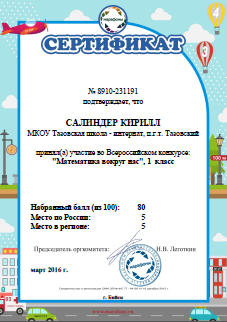 марафоны
СЕРТИФИКАТ
№ 8910-231191
подтверждает, что
САЛИНДЕР КИРИЛЛ
МКОУ Тазовская школа - интернат, п.г.т. Тазовский
принял(а) участие во Всероссийском конкурсе:
"Математика вокруг нас", 1 класс
Набранный балл (из 100): 80
Место по России: 5
Место в регионе: 5
Председатель оргкомитета: Н.В. Леготкин
март 2016 г.
г. Бийск